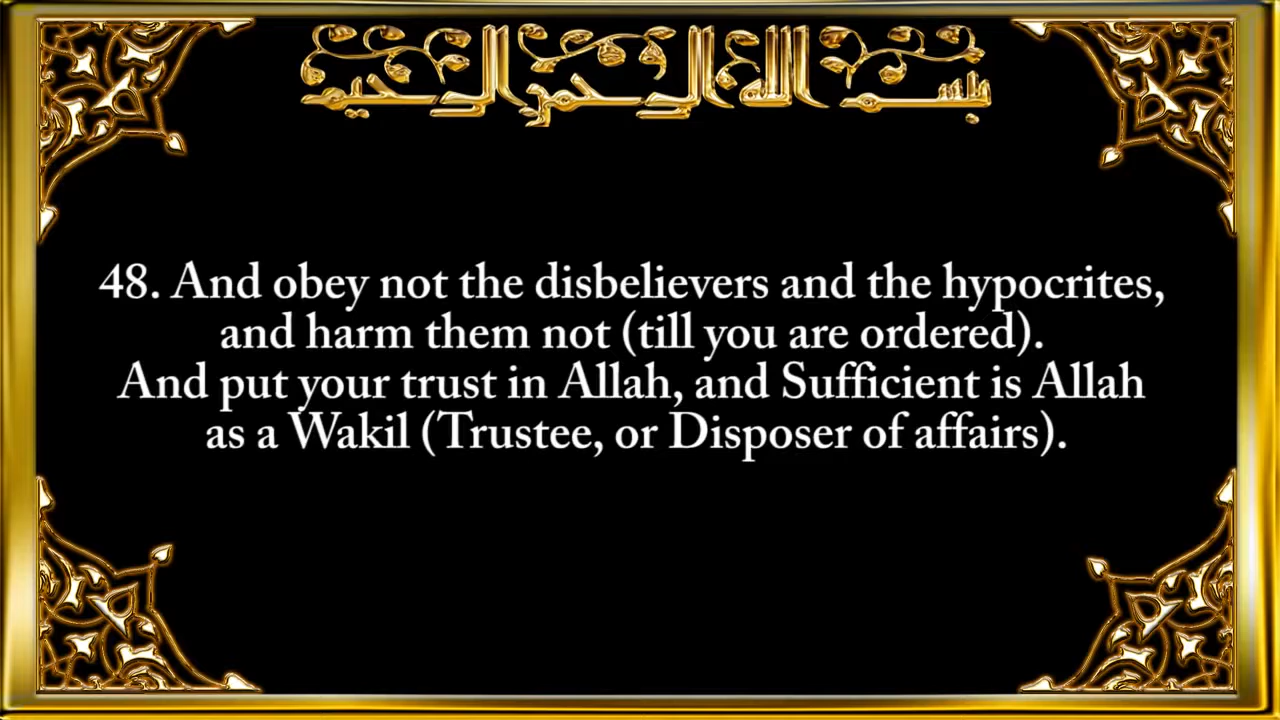 بسم الله الرحمن الرحيم
48. And obey not the disbelievers and the hypocrites,
and harm them not (till you are ordered).
And put your trust in Allah, and Sufficient is Allah
as a Wakil (Trustee, or Disposer of affairs).